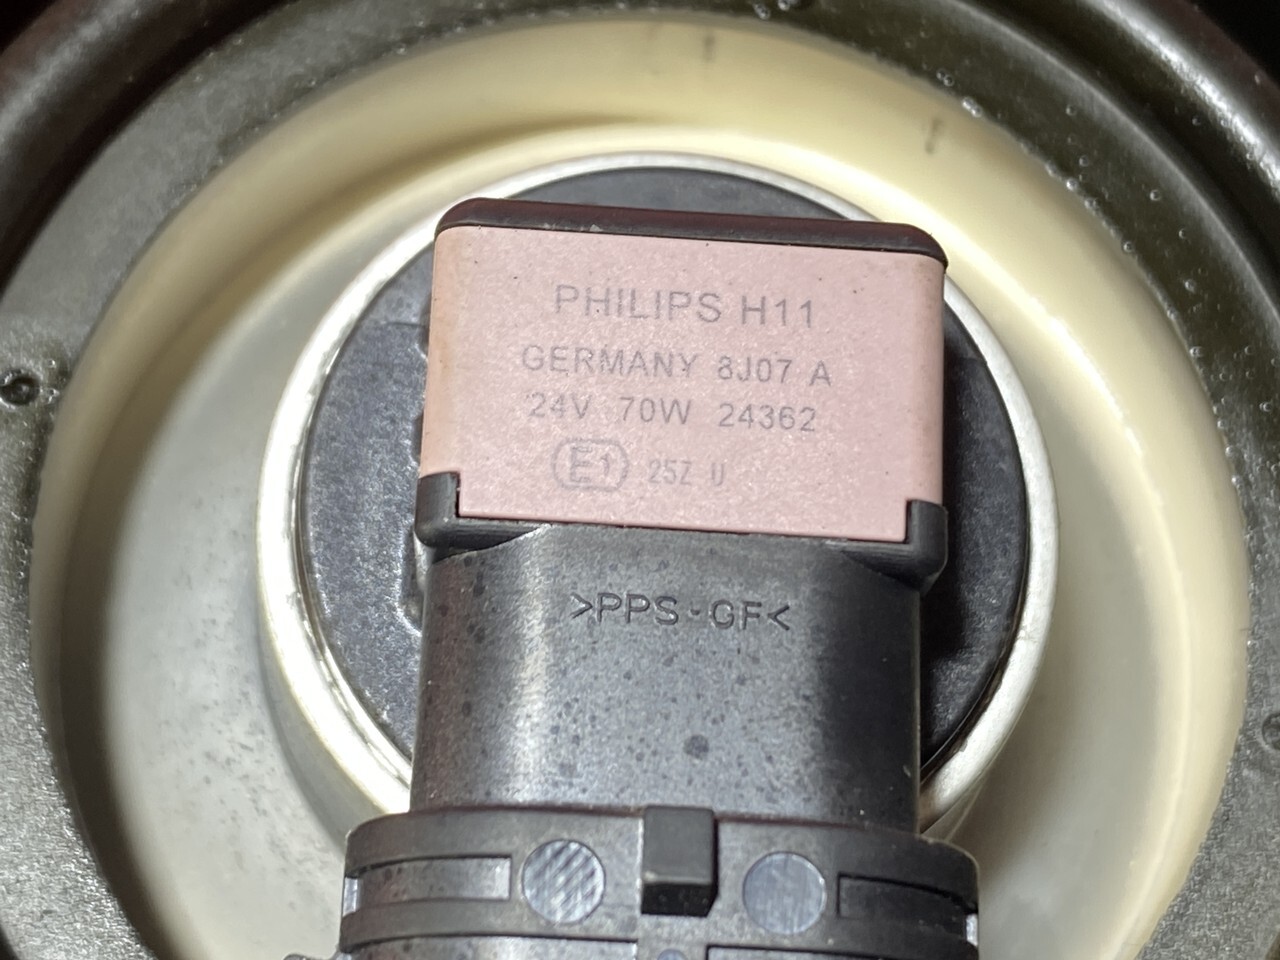 PHILIPS H11
GERMANY 8J07 A
24V 70W 24362
E1 25Z U
>PPS-GF<